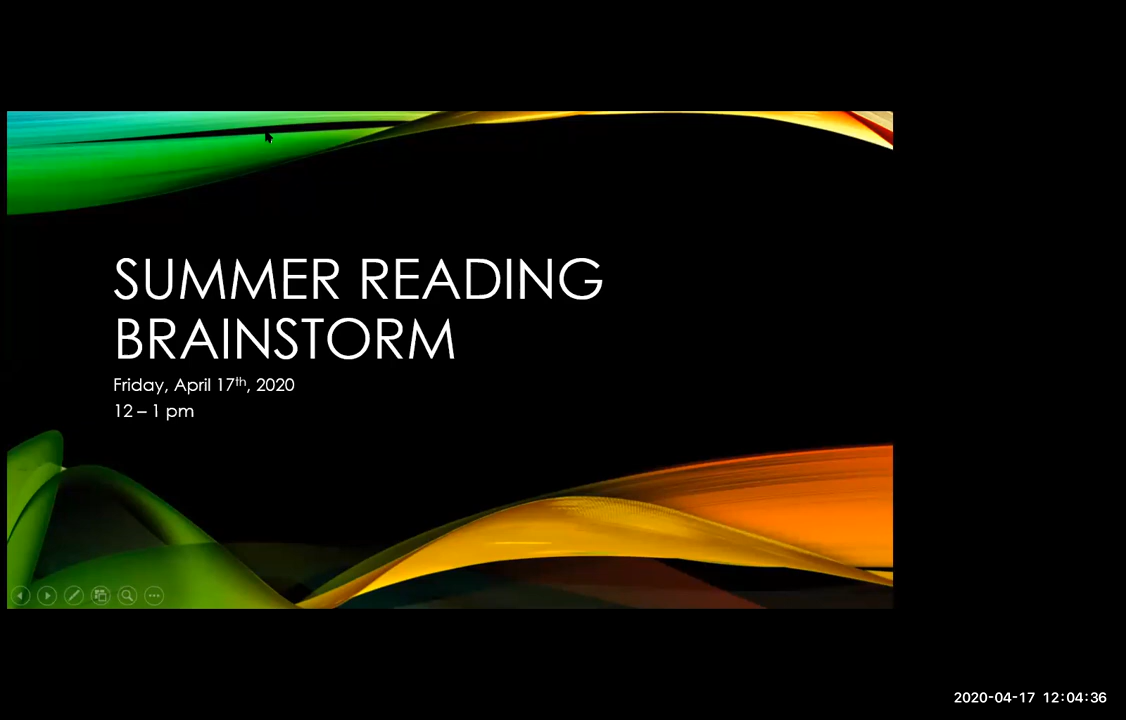 SUMMER READING
BRAINSTORM
Friday, April 17th, 2020
12 – 1 pm
2020-04-17 12:04:36